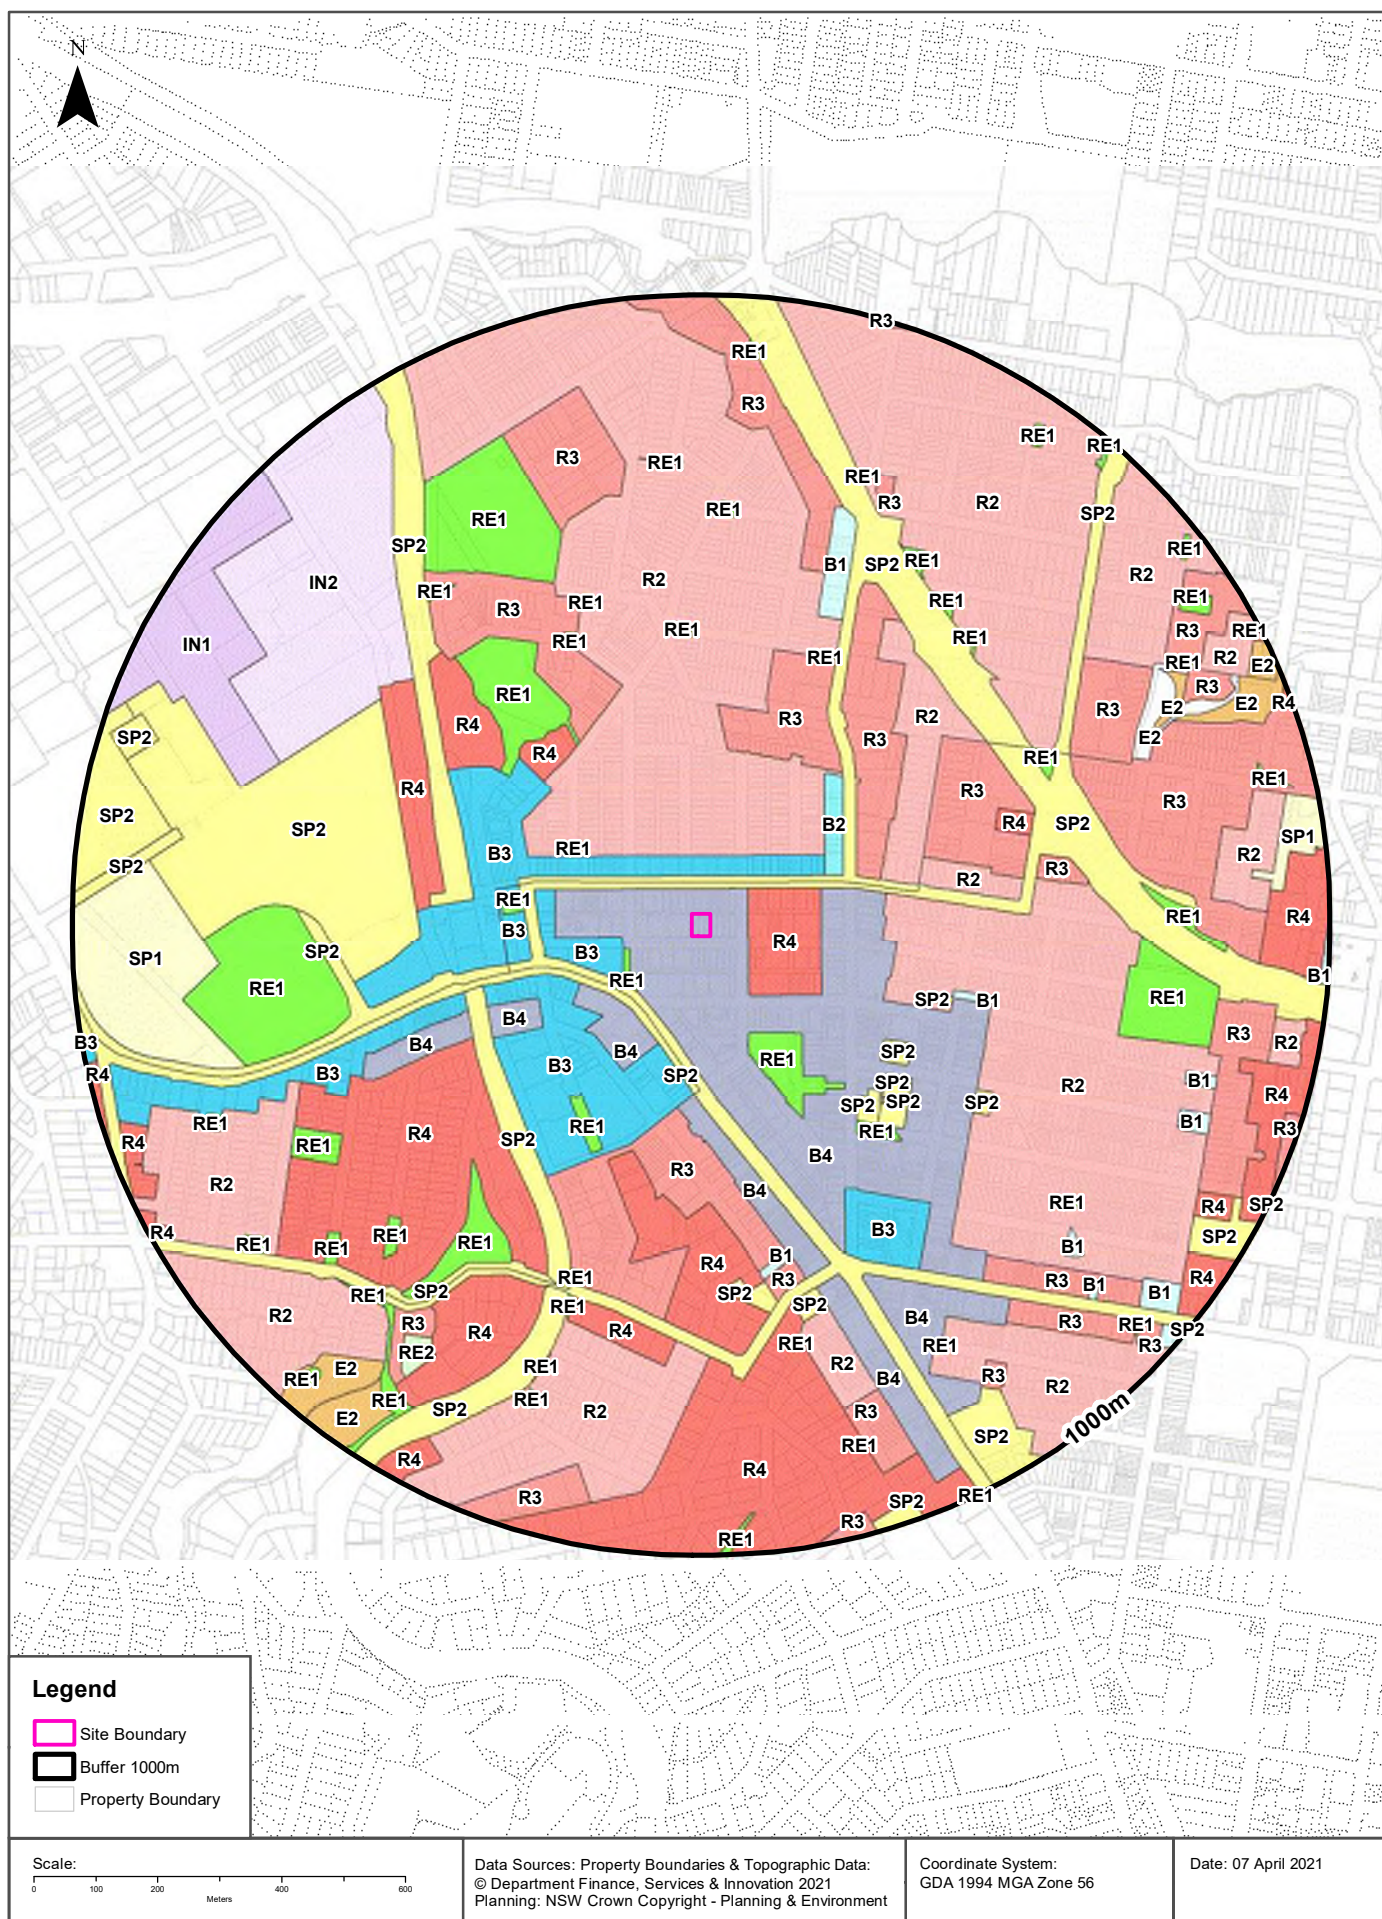 N
R3
RE1
R3
RE1
RE1
R3
RE1
RE1
R3
R2
RE1
RE1
SP2
SP2
RE1
B1
SP2
RE1
R2
IN2
R2
RE1
R3
RE1
RE1
RE1
RE1
RE1
R3
RE1
IN1
RE1
RE1
RE1
R2
RE1
E2
R3
RE1
R4
E2
E2
R3
R3
R2
R4
SP2
R3
E2
R4
RE1
RE1
R4
R3
R3
SP2
SP2
B2
R4
SP2
SP1
RE1
B3
R2
SP2
R3
R2
RE1
RE1
R4
B3
R4
SP2
B3
SP1
RE1
B1
RE1
SP2
B1
RE1
B4
R3
B3
B4
B4
R2
SP2
RE1
B3
B3
R4
SP2
SP2
R2
B1
R4
SP2
SP2
SP2
B1
RE1
RE1
RE1
R3
R4
SP2
R4
RE1
B4
R3
R2
B4
RE1
R4
SP2
R4
RE1
RE1
RE1
RE1
B3
SP2
B1
R4
B1
RE1
R3
R3
B1
R4
RE1
SP2
SP2
B1
SP2
RE1
R2
R3
R4
R4
RE1
B4
R3
RE1
SP2
RE2
RE1
R3
E2
RE1
R2
R3
RE1
B4
R2
RE1
RE1
SP2
R2
R3
1000m
E2
RE1
SP2
R4
R4
R3
RE1
SP2
R3
RE1
Legend
Site Boundary
Buffer 1000m
Property Boundary
Scale:
0 100 200 400 600
Meters
Data Sources: Property Boundaries & Topographic Data:
© Department Finance, Services & Innovation 2021
Planning: NSW Crown Copyright - Planning & Environment
Coordinate System:
GDA 1994 MGA Zone 56
Date: 07 April 2021